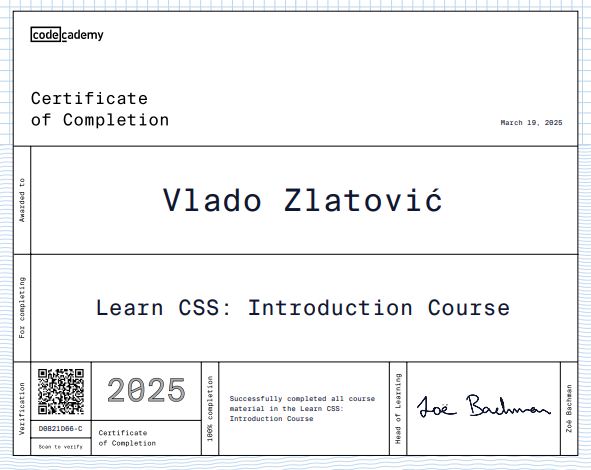 codecademy
Certificate
of Completion
March 19, 2025
Awarded to
Vlado Zlatović
For completing
Learn CSS: Introduction Course
Verification
D0821D66-C
Scan to verify
2025
Certificate
of Completion
100% completion
Successfully completed all course
material in the Learn CSS:
Introduction Course
Head of Learning
Zoë Bachman
Zoë Bachman